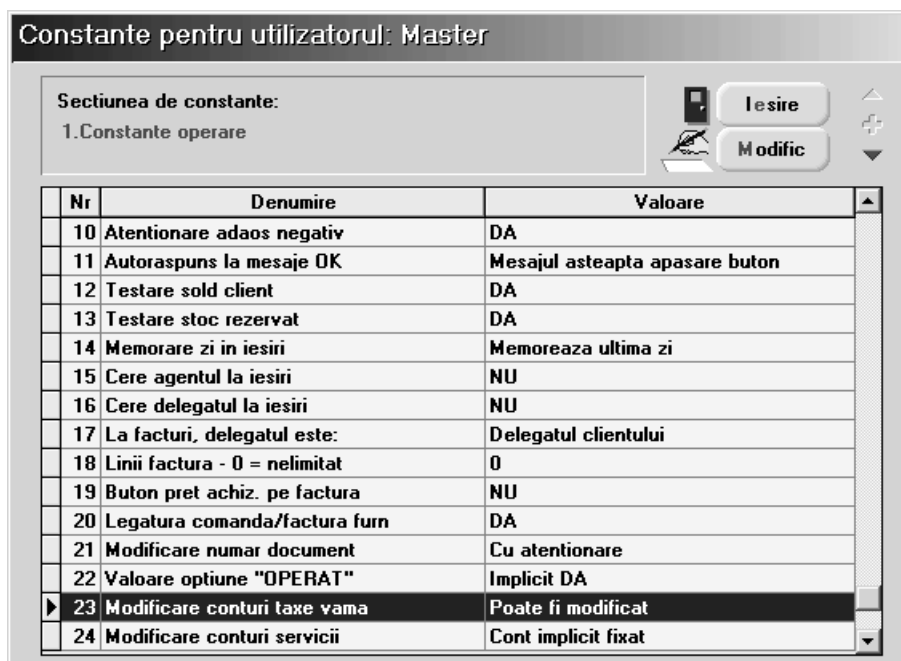 Constante pentru utilizatorul: Master
Sectiunea de constante:
1.Constante operare
Iesire
Modific
Nr Denumire Valoare
10 Atentionare adaos negativ DA
11 Autoraspuns la mesaje OK Mesajul asteapta apasare buton
12 Testare sold client DA
13 Testare stoc rezervat DA
14 Memorare zi in iesiri Memoreaza ultima zi
15 Cere agentul la iesiri NU
16 Cere delegatul la iesiri NU
17 La facturi, delegatul este: Delegatul clientului
18 Linii factura - 0 = nelimitat 0
19 Buton pret achiz. pe factura NU
20 Legatura comanda/factura furn DA
21 Modificare numar document Cu atentionare
22 Valoare optiune "OPERAT" Implicit DA
23 Modificare conturi taxe vama Poate fi modificat
24 Modificare conturi servicii Cont implicit fixat